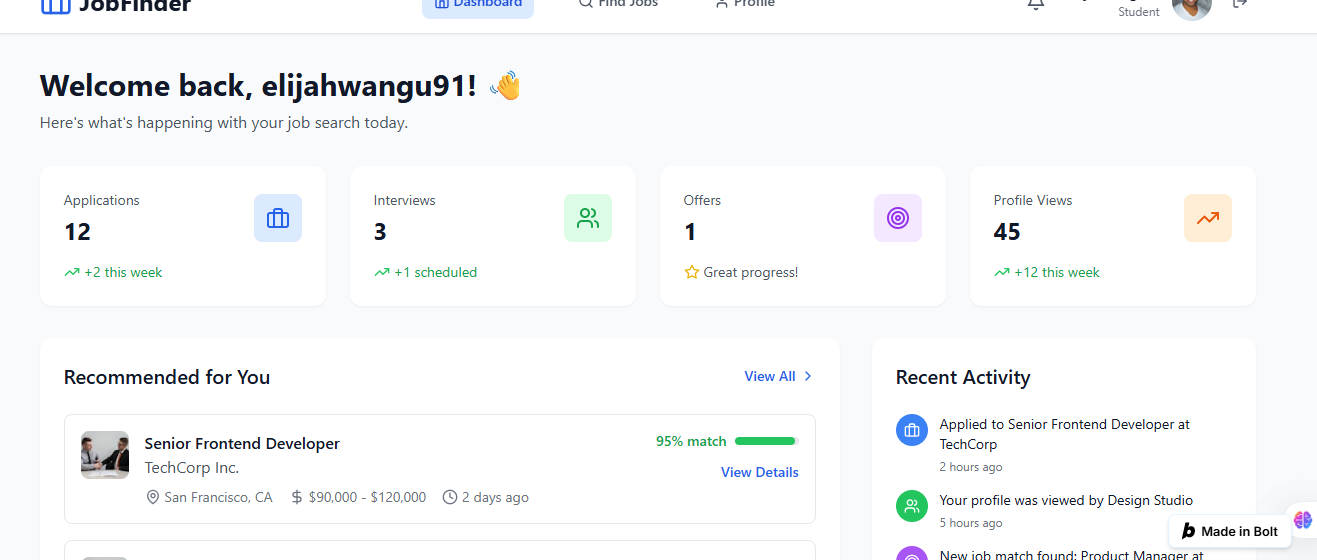 JobFinder
Dashboard
Find Jobs
Profile
Student
Welcome back, elijahwangu91! 👋
Here's what's happening with your job search today.
Applications
12
+2 this week
Interviews
3
+1 scheduled
Offers
1
Great progress!
Profile Views
45
+12 this week
Recommended for You
View All
Senior Frontend Developer
95% match
TechCorp Inc.
View Details
San Francisco, CA
$90,000 - $120,000
2 days ago
Recent Activity
Applied to Senior Frontend Developer at
TechCorp
2 hours ago
Your profile was viewed by Design Studio
5 hours ago
New job match found: Product Manager at
b Made in Bolt